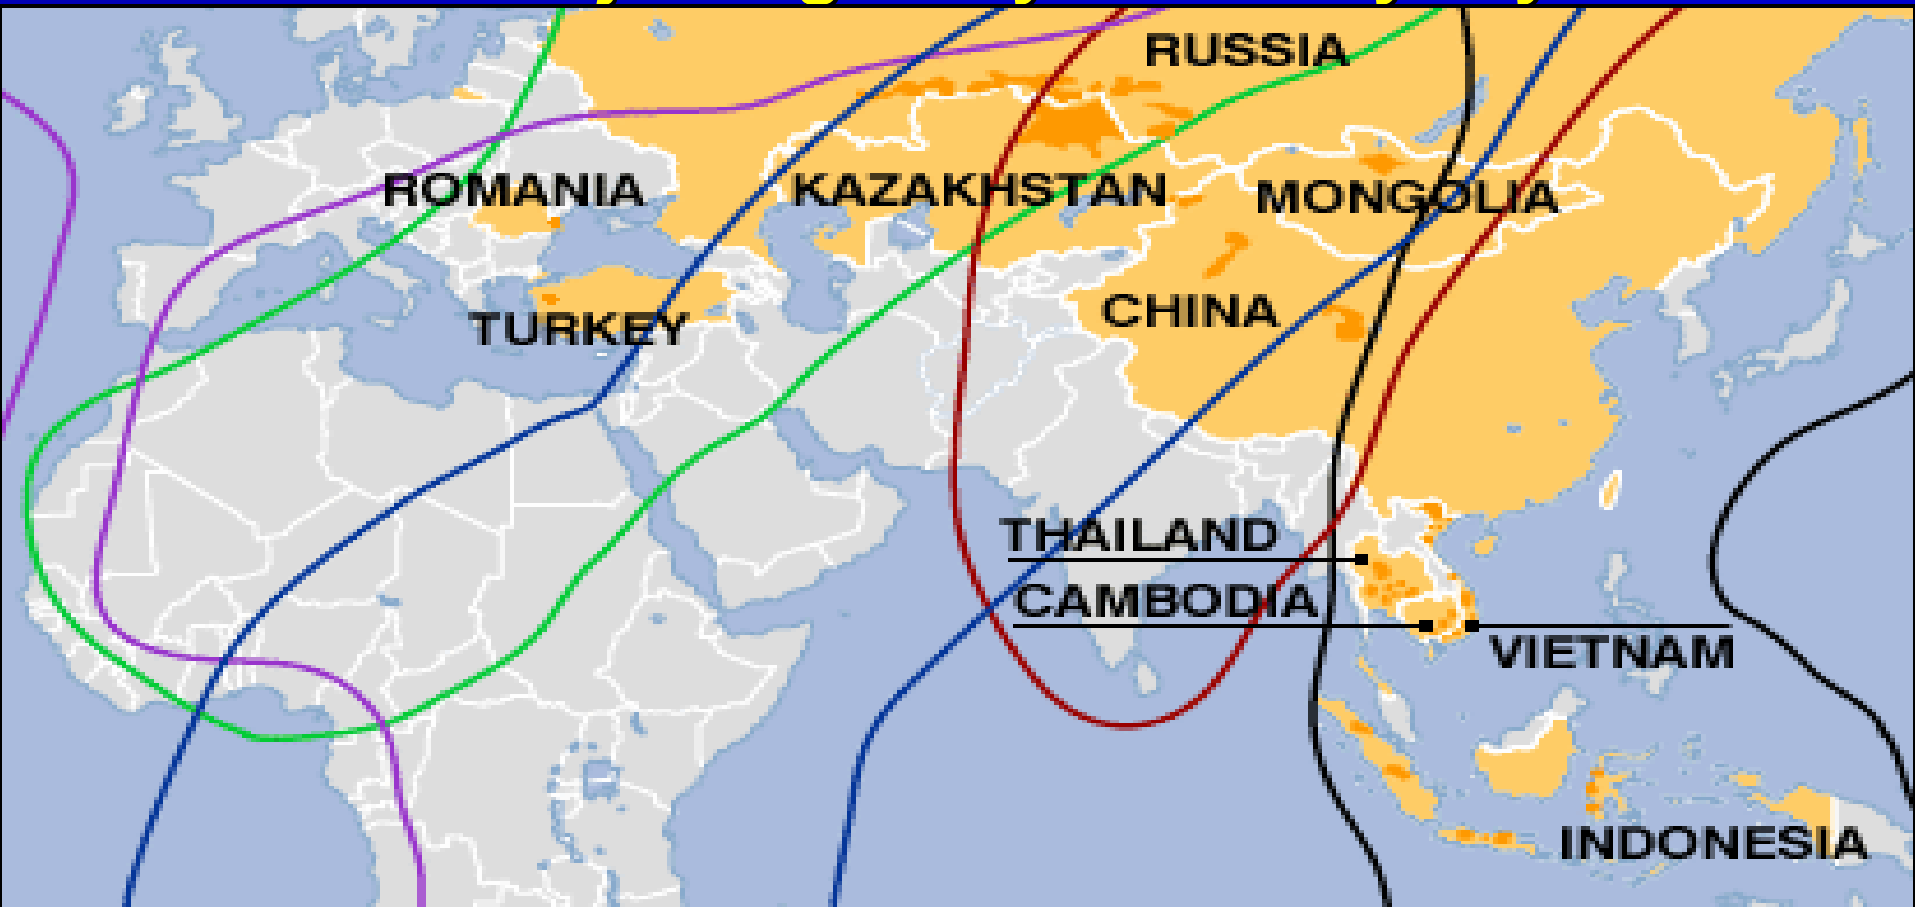 RUSSIA
ROMANIA
KAZAKHSTAN
MONGOLIA
TURKEY
CHINA
THAILAND
CAMBODIA
VIETNAM
INDONESIA